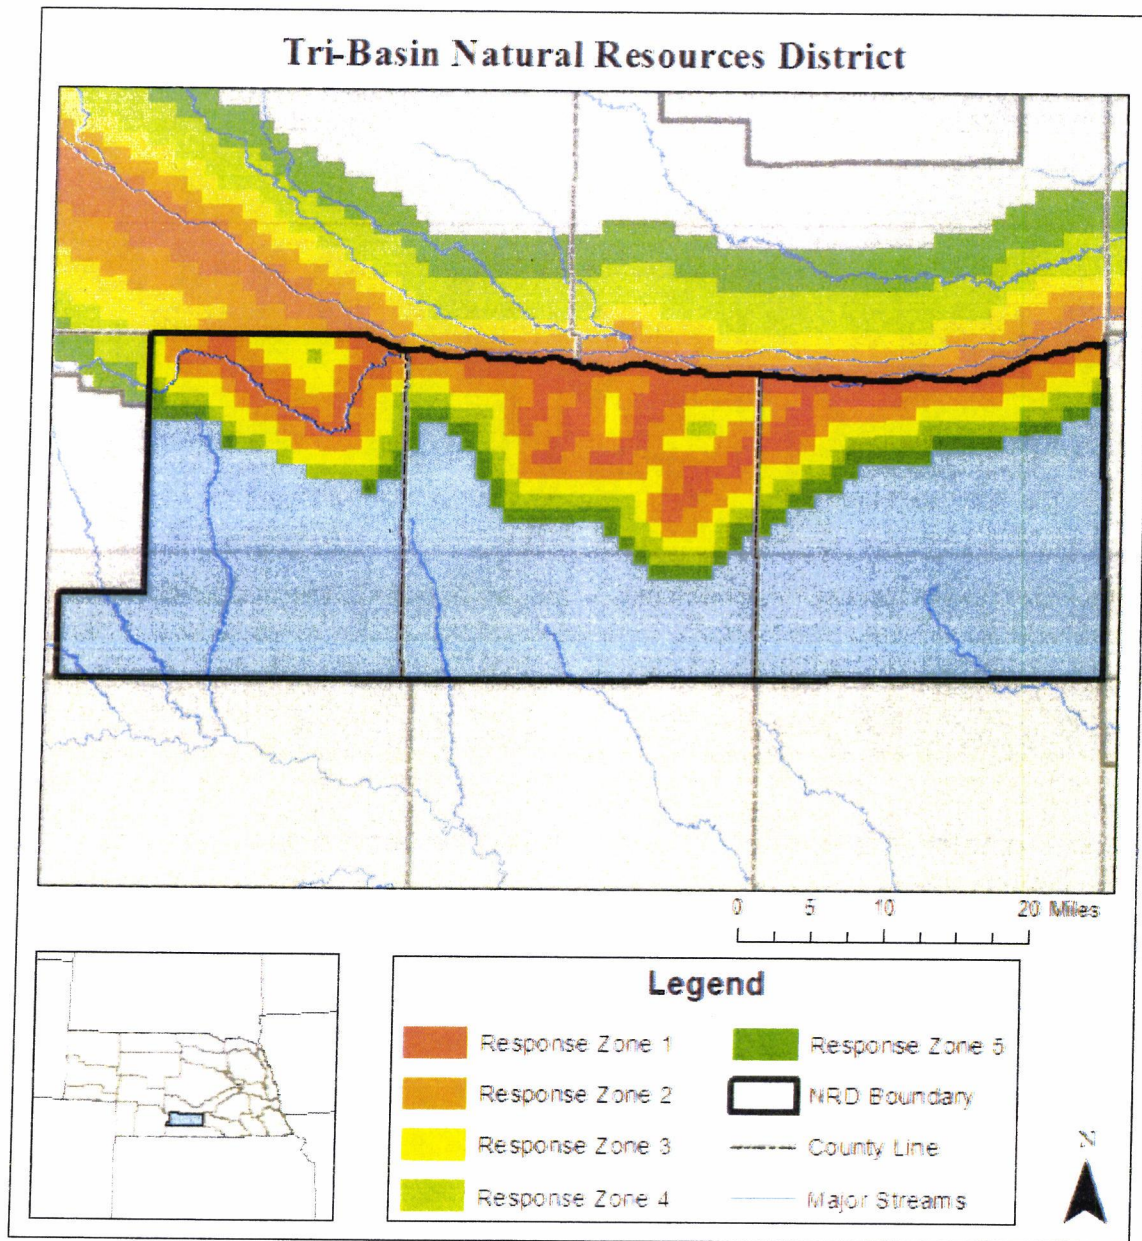 Tri-Basin Natural Resources District
0 5 10 20 Miles
Legend
Response Zone 1
Response Zone 2
Response Zone 3
Response Zone 4
Response Zone 5
NRD Boundary
County Line
Major Streams
N